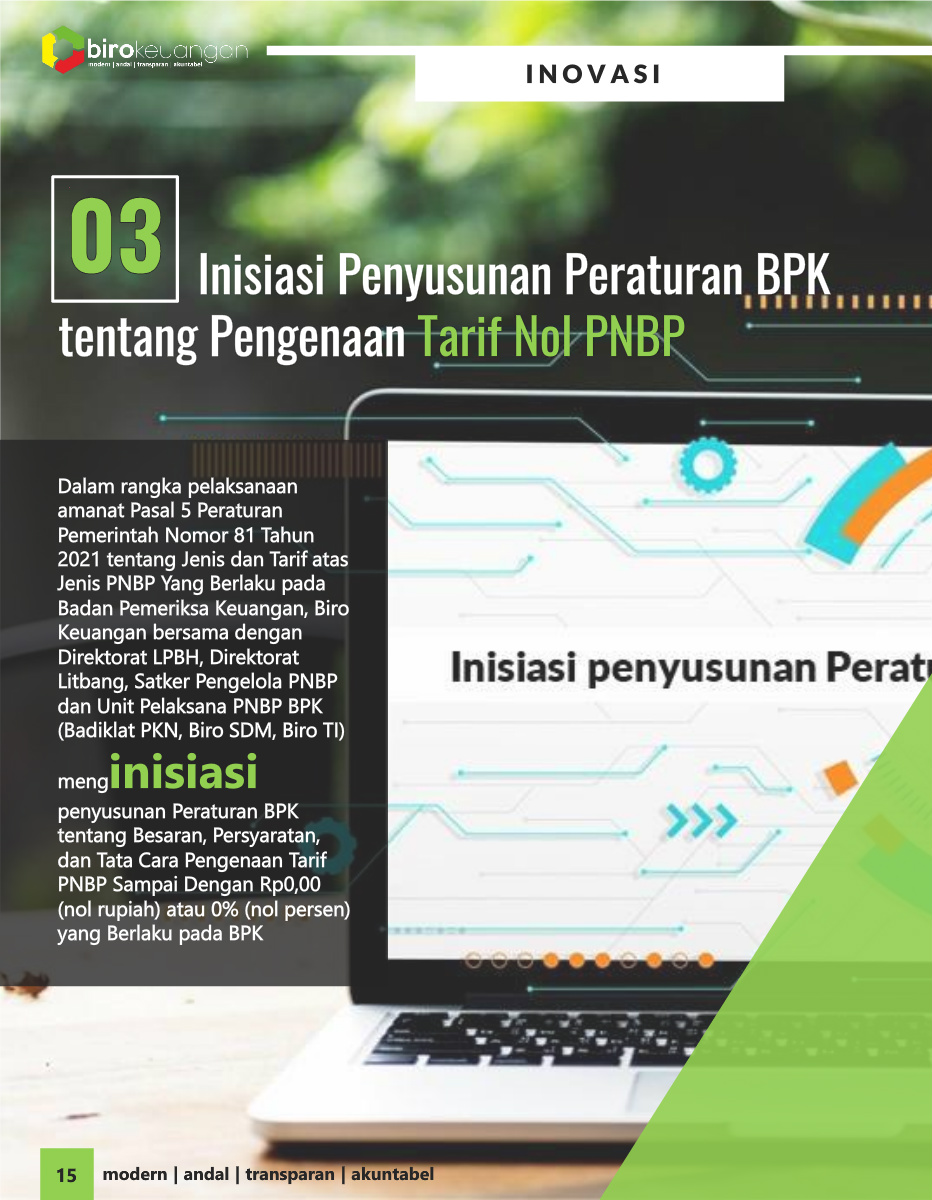 birokeuangan
modern | andal | transparan | akuntabel
INOVASI
03
Inisiasi Penyusunan Peraturan BPK
tentang Pengenaan Tarif Nol PNBP
Dalam rangka pelaksanaan
amanat Pasal 5 Peraturan
Pemerintah Nomor 81 Tahun
2021 tentang Jenis dan Tarif atas
Jenis PNBP Yang Berlaku pada
Badan Pemeriksa Keuangan, Biro
Keuangan bersama dengan
Direktorat LPBH, Direktorat
Litbang, Satker Pengelola PNBP
dan Unit Pelaksana PNBP BPK
(Badiklat PKN, Biro SDM, Biro TI)
menginisiasi
penyusunan Peraturan BPK
tentang Besaran, Persyaratan,
dan Tata Cara Pengenaan Tarif
PNBP Sampai Dengan Rp0,00
(nol rupiah) atau 0% (nol persen)
yang Berlaku pada BPK
Inisiasi penyusunan Peratu
15
modern | andal | transparan | akuntabel